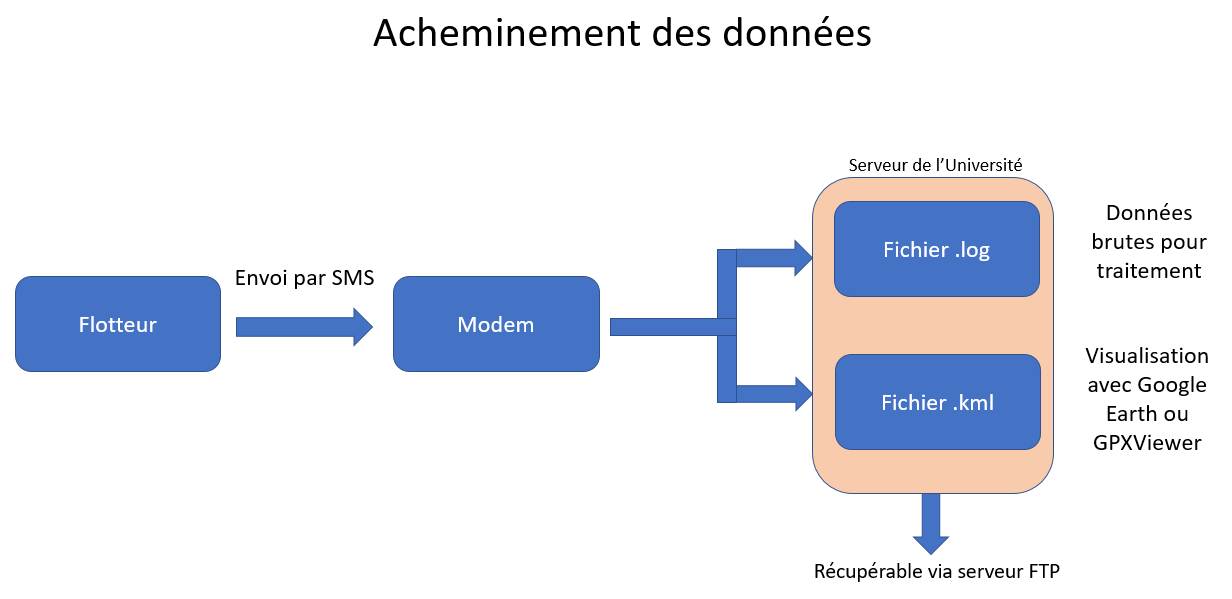 Acheminement des données
Serveur de l'Université
Fichier .log
Données
brutes pour
traitement
Envoi par SMS
Flotteur
Modem
Fichier .kml
Visualisation
avec Google
Earth ou
GPXViewer
Récupérable via serveur FTP